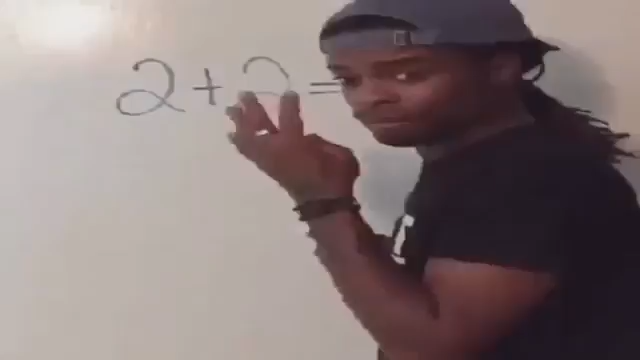 2 + 2 =